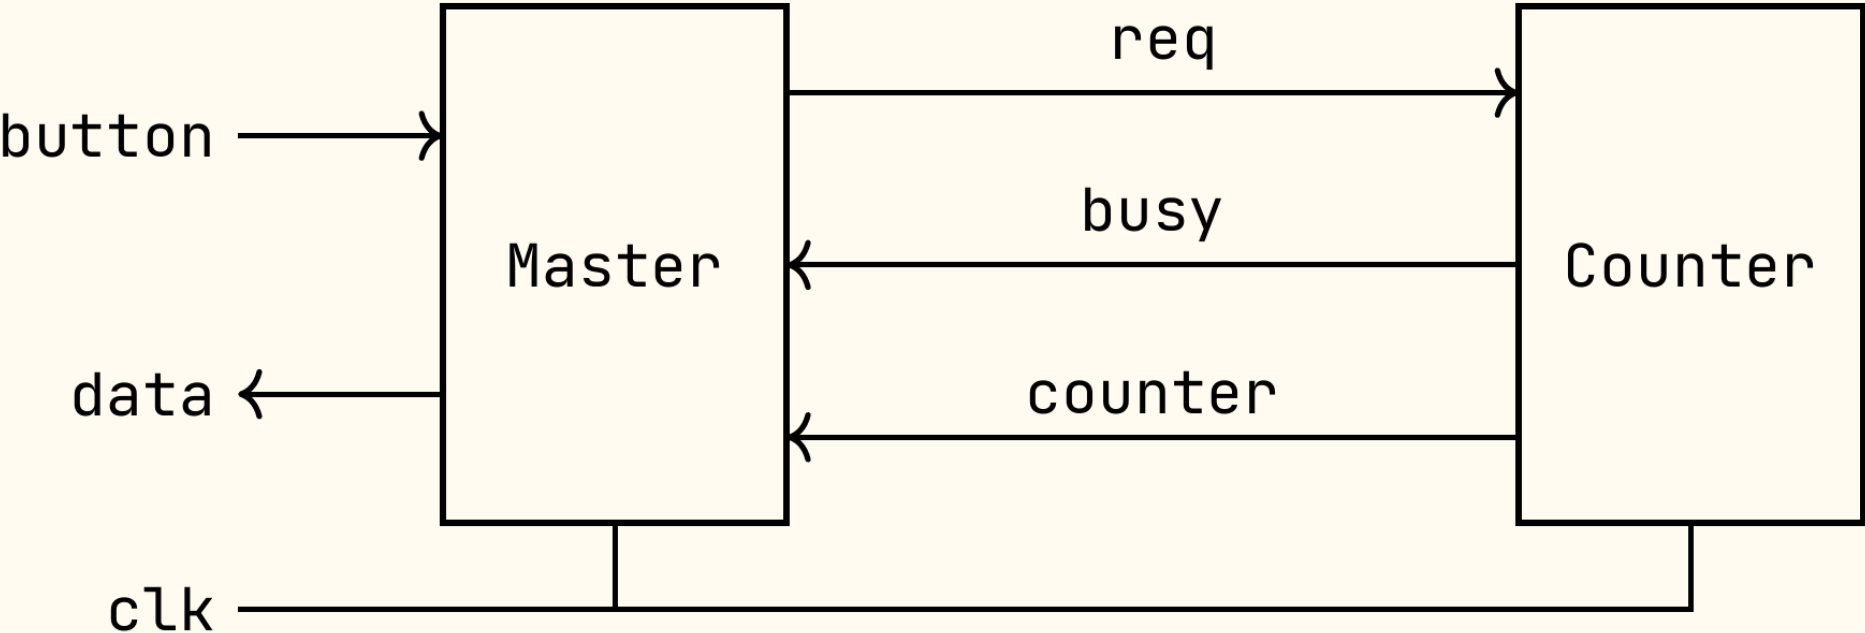 req
button
busy
Master
Counter
data
counter
clk